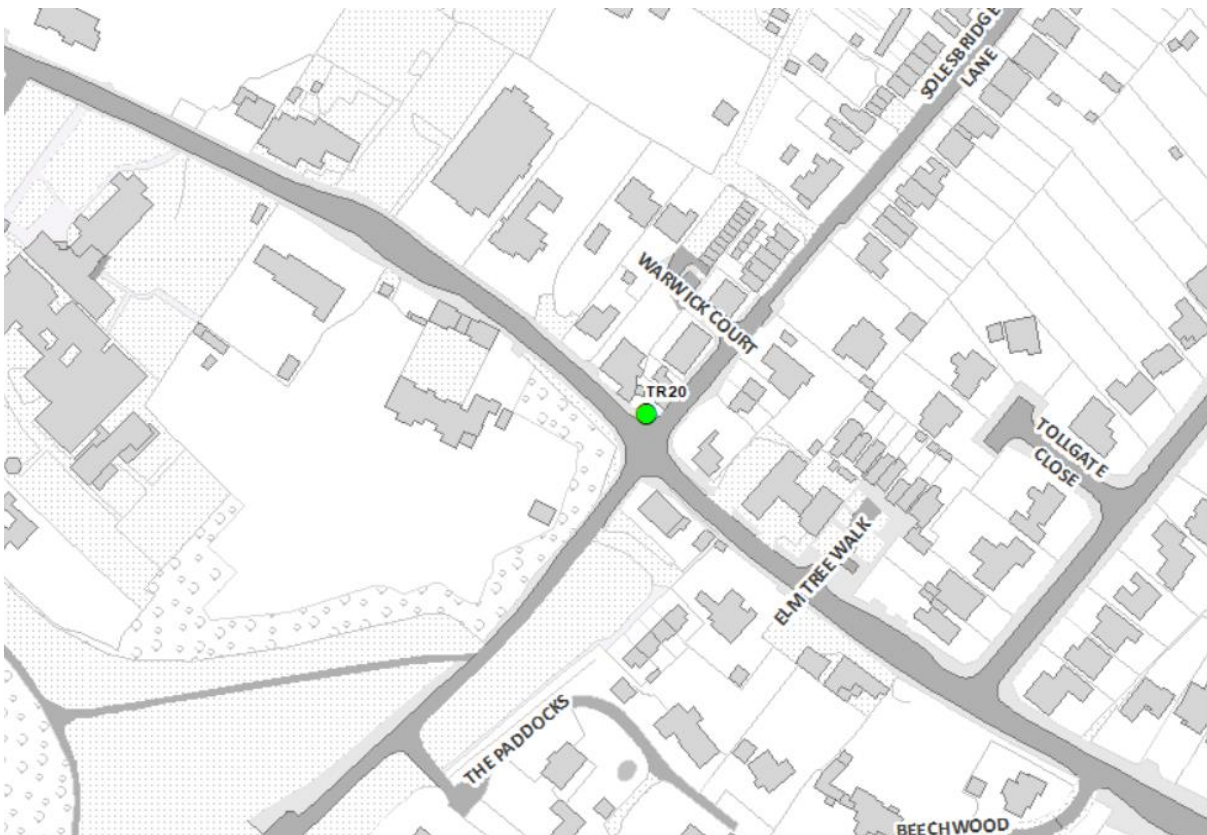 SOLESBRIDGE
LANE
WARWICK COURT
TR20
TOLLGATE
CLOSE
ELM TREE WALK
THE PADDOCKS
BEECHWOOD